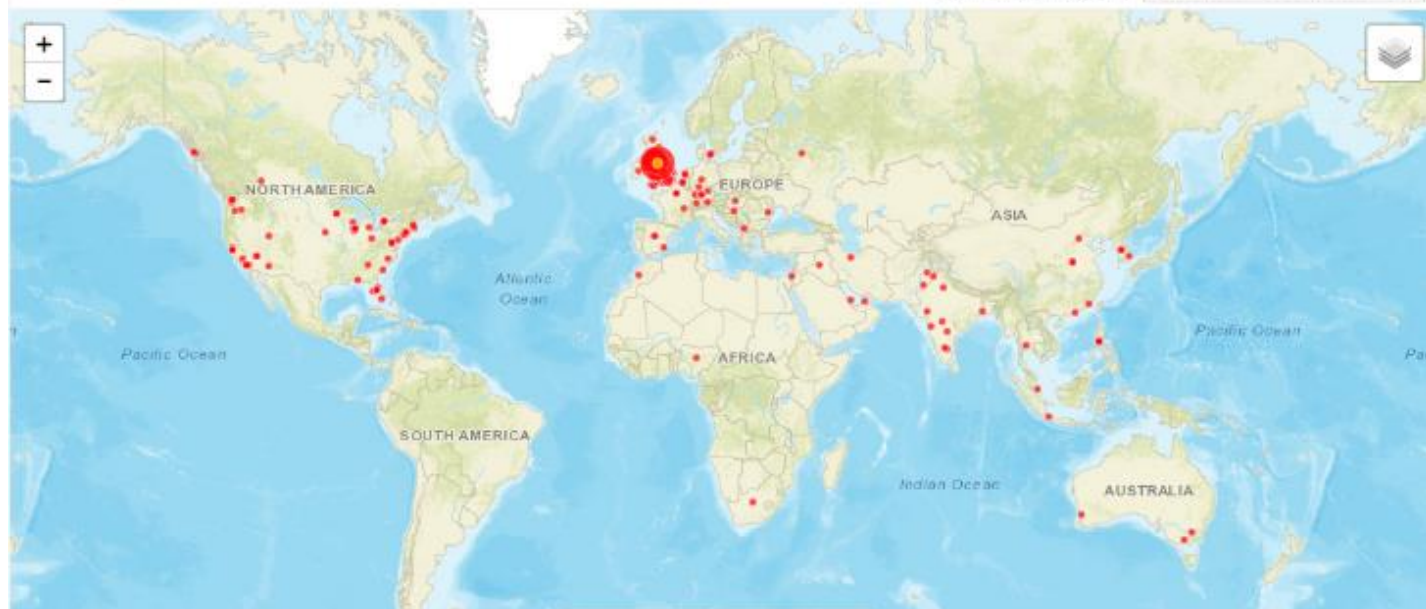 +
−
NORTH AMERICA
EUROPE
ASIA
Atlantic
Ocean
Pacific Ocean
Pacific Ocean
AFRICA
SOUTH AMERICA
Indian Ocean
AUSTRALIA